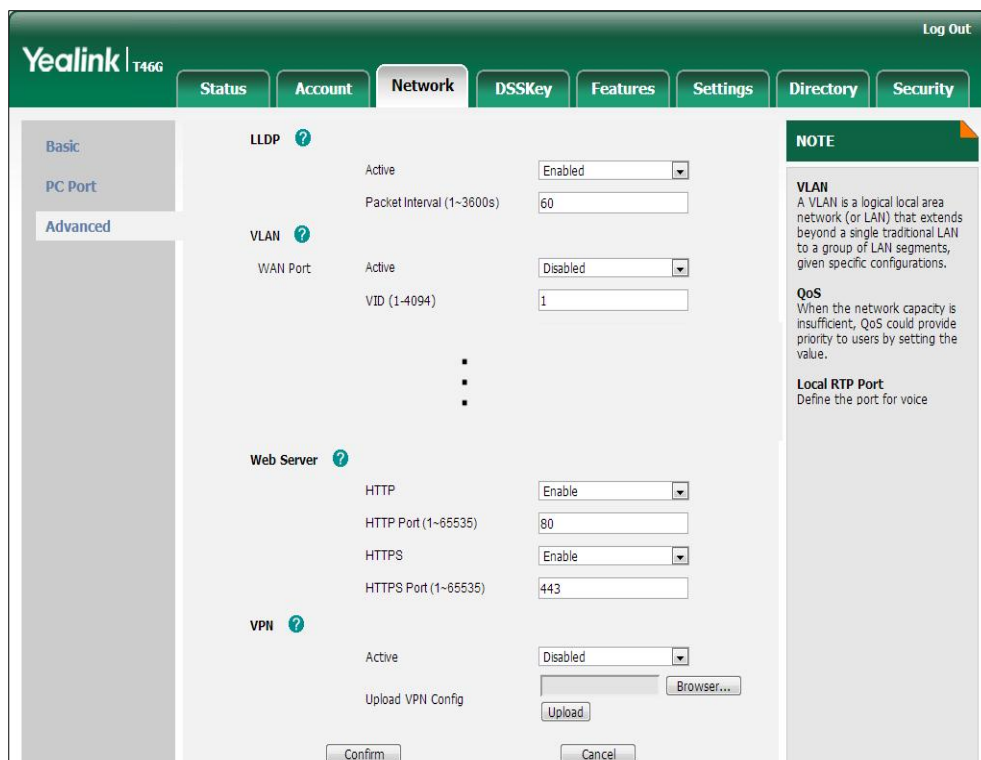 Log Out
Yealink T46G
Status Account Network DSSKey Features Settings Directory Security
Basic
PC Port
Advanced
LLDP ?
Active Enabled
Packet Interval (1~3600s) 60
VLAN ?
WAN Port Active Disabled
VID (1-4094) 1
Web Server ?
HTTP Enable
HTTP Port (1~65535) 80
HTTPS Enable
HTTPS Port (1~65535) 443
VPN ?
Active Disabled
Upload VPN Config Browser...
Upload
Confirm Cancel
NOTE
VLAN
A VLAN is a logical local area
network (or LAN) that extends
beyond a single traditional LAN
to a group of LAN segments,
given specific configurations.
QoS
When the network capacity is
insufficient, QoS could provide
priority to users by setting the
value.
Local RTP Port
Define the port for voice